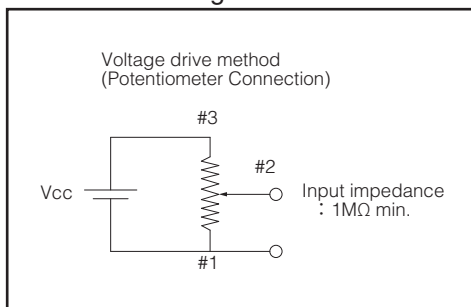 Voltage drive method
(Potentiometer Connection)
#3
#2
Vcc
Input impedance
: 1MΩ min.
#1